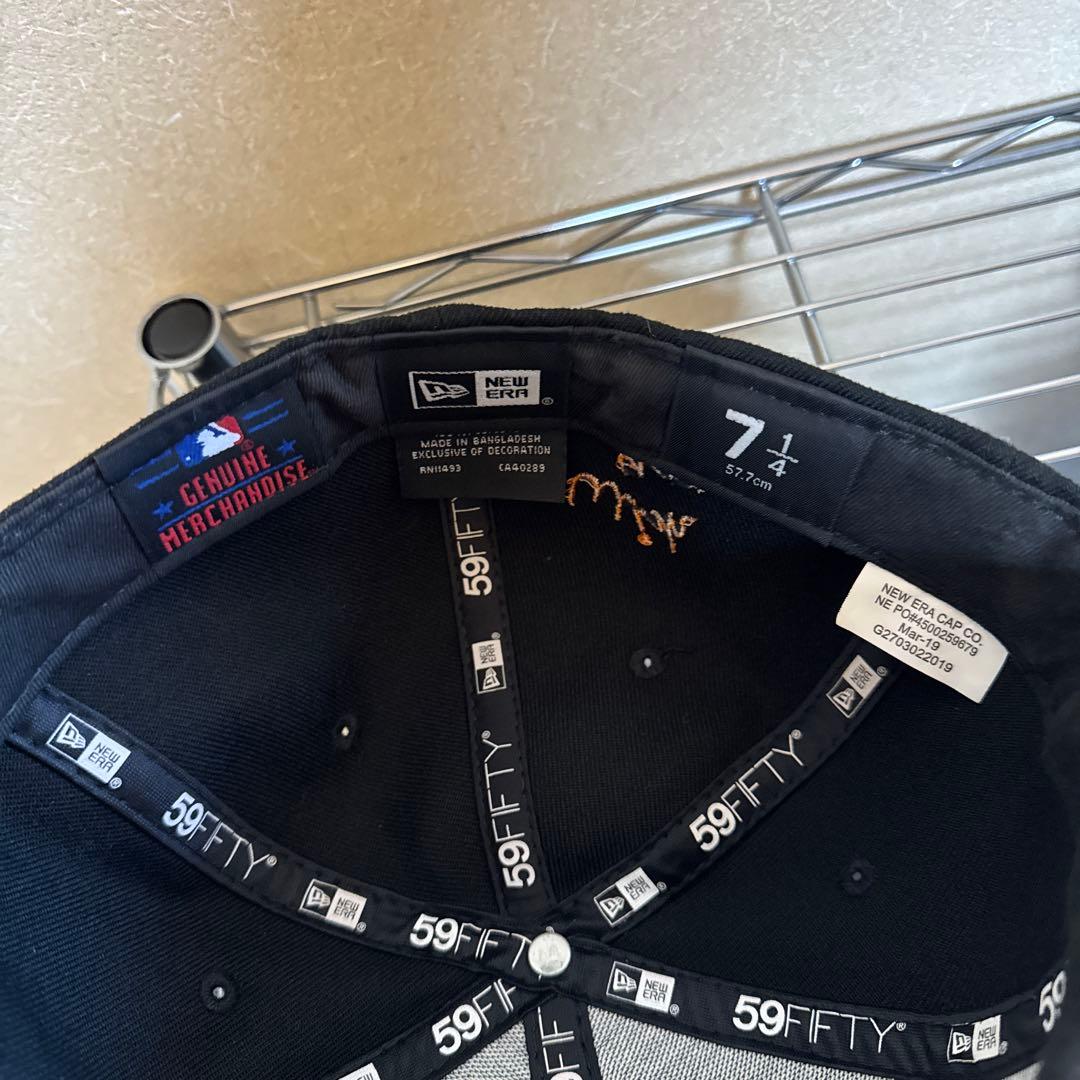 GENUINE
MERCHANDISE
NEW ERA®
MADE IN BANGLADESH
EXCLUSIVE OF DECORATION
RN11493 CA40289
7 1/4
57.7cm
NEW ERA CAP CO.
NE PO#4500259679
Mar-19
G2703022019
59FIFTY
NEW ERA®
59FIFTY®
NEW ERA®
59FIFTY®
NEW ERA®
NEW ERA®
59FIFTY®
NEW ERA®
59FIFTY
NEW ERA®
59FIFTY®
NEW ERA®
59
59FIF